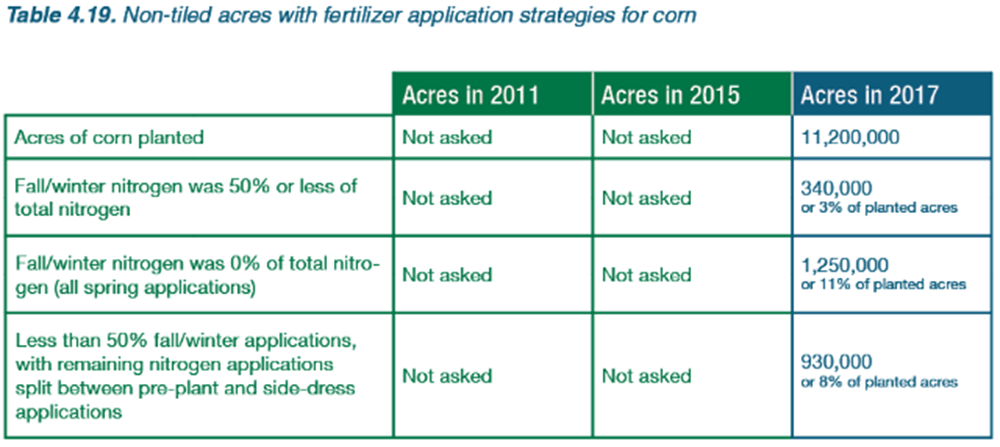 Table 4.19. Non-tiled acres with fertilizer application strategies for corn
Acres in 2011 Acres in 2015 Acres in 2017
Acres of corn planted Not asked Not asked 11,200,000
Fall/winter nitrogen was 50% or less of
total nitrogen
Not asked Not asked
340,000
or 3% of planted acres
Fall/winter nitrogen was 0% of total nitro-
gen (all spring applications)
Not asked Not asked
1,250,000
or 11% of planted acres
Less than 50% fall/winter applications,
with remaining nitrogen applications
split between pre-plant and side-dress
applications
Not asked Not asked
930,000
or 8% of planted acres